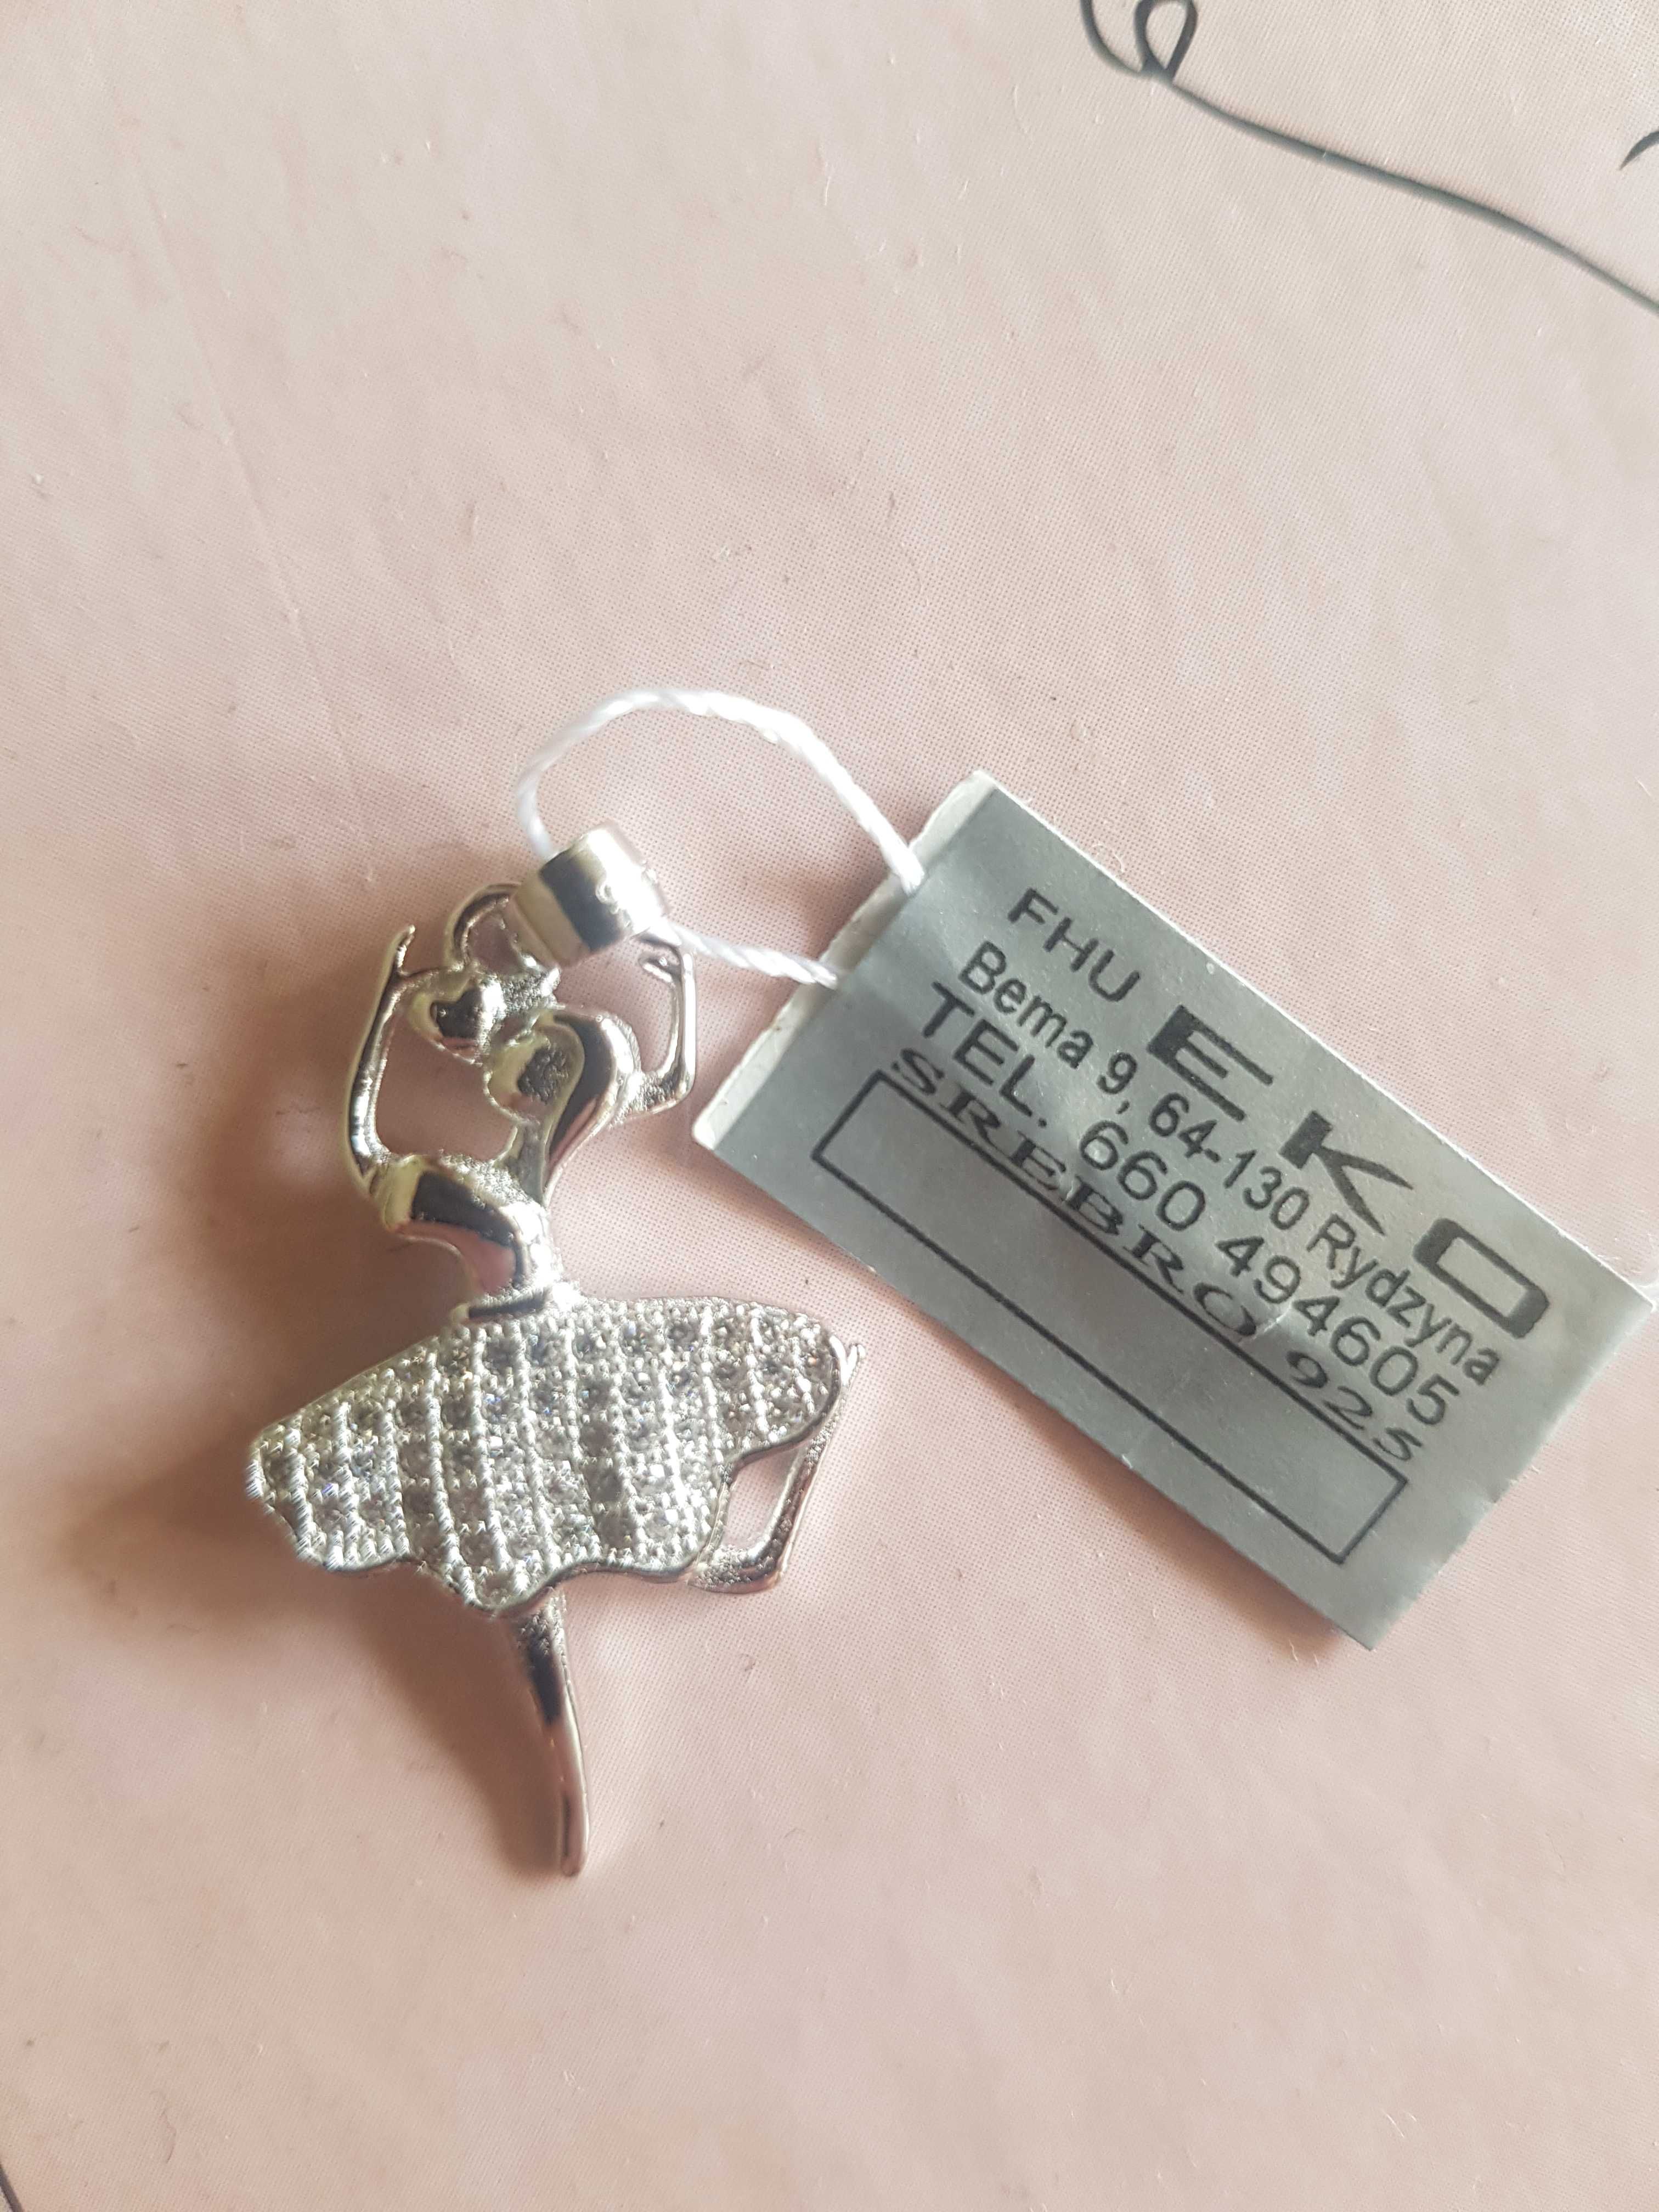 FHU EKO
Bema 9, 64-130 Rydzyna
TEL. 660 494605
SREBRO 925